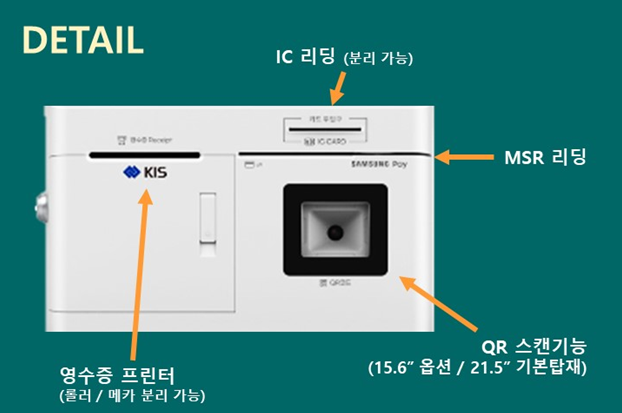 DETAIL
IC 리딩 (분리 가능)
카드 투입구
IC CARD
영수증 Receipt
MSR 리딩
KIS
SAMSUNG Pay
QR코드
QR 스캔기능
(15.6” 옵션 / 21.5” 기본탑재)
영수증 프린터
(롤러 / 메카 분리 가능)